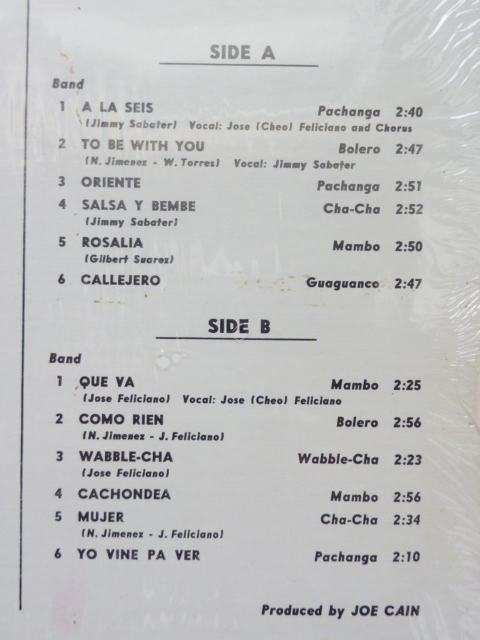 SIDE A
Band
1 A LA SEIS Pachanga 2:40
(Jimmy Sabater) Vocal: Jose (Cheo) Feliciano and Chorus
2 TO BE WITH YOU Bolero 2:47
(N. Jimenez - W. Torres) Vocal: Jimmy Sabater
3 ORIENTE Pachanga 2:51
4 SALSA Y BEMBE Cha-Cha 2:52
(Jimmy Sabater)
5 ROSALIA Mambo 2:50
(Gilbert Suarez)
6 CALLEJERO Guaguanco 2:47
SIDE B
Band
1 QUE VA Mambo 2:25
(Jose Feliciano) Vocal: Jose (Cheo) Feliciano
2 COMO RIEN Bolero 2:56
(N. Jimenez - J. Feliciano)
3 WABBLE-CHA Wabble-Cha 2:23
(Jose Feliciano)
4 CACHONDEA Mambo 2:56
5 MUJER Cha-Cha 2:34
(N. Jimenez - J. Feliciano)
6 YO VINE PA VER Pachanga 2:10
Produced by JOE CAIN